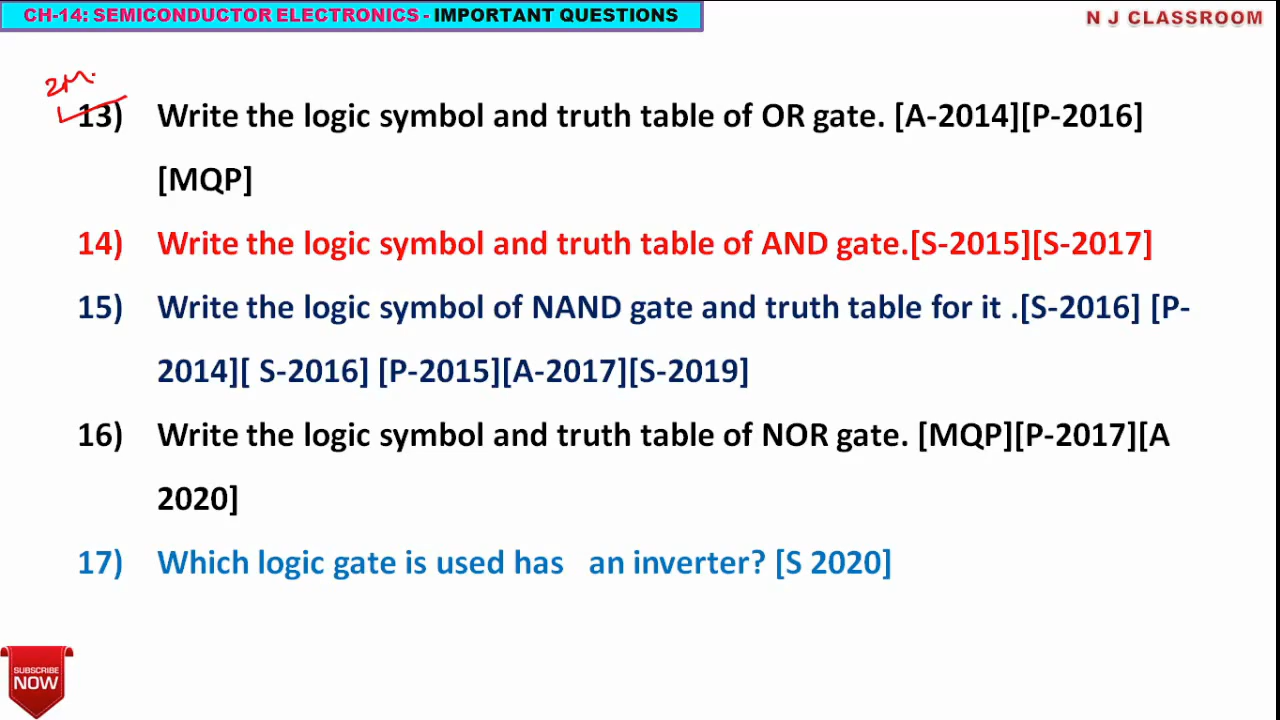 CH-14: SEMICONDUCTOR ELECTRONICS - IMPORTANT QUESTIONS
N J CLASSROOM
2M.
13) Write the logic symbol and truth table of OR gate. [A-2014][P-2016]
[MQP]
14) Write the logic symbol and truth table of AND gate.[S-2015][S-2017]
15) Write the logic symbol of NAND gate and truth table for it .[S-2016] [P-
2014][ S-2016] [P-2015][A-2017][S-2019]
16) Write the logic symbol and truth table of NOR gate. [MQP][P-2017][A
2020]
17) Which logic gate is used has an inverter? [S 2020]
SUBSCRIBE
NOW